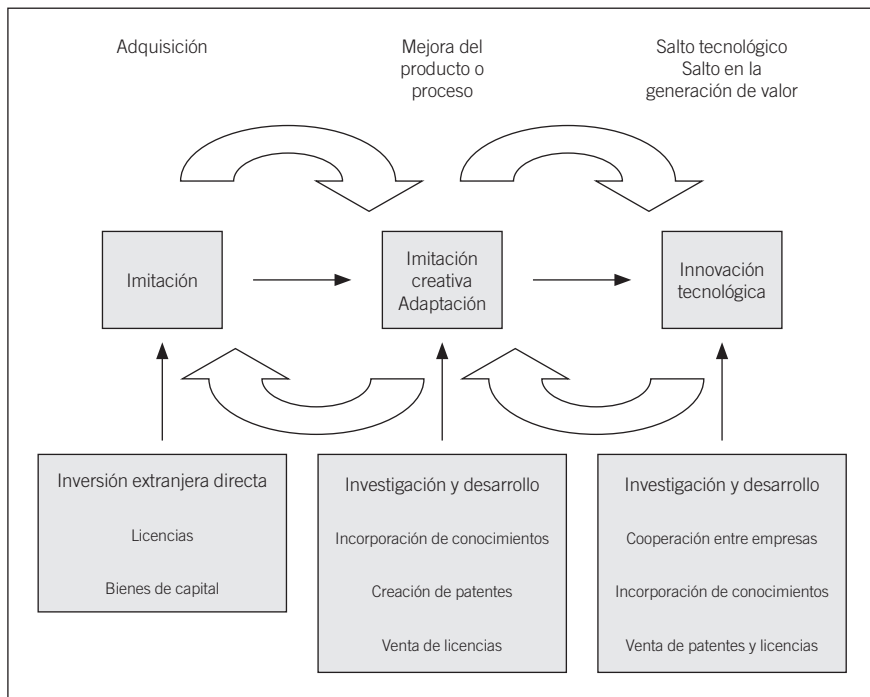 Adquisición
Mejora del
producto o
proceso
Salto tecnológico
Salto en la
generación de valor
Imitación
Imitación
creativa
Adaptación
Innovación
tecnológica
Inversión extranjera directa
Licencias
Bienes de capital
Investigación y desarrollo
Incorporación de conocimientos
Creación de patentes
Venta de licencias
Investigación y desarrollo
Cooperación entre empresas
Incorporación de conocimientos
Venta de patentes y licencias